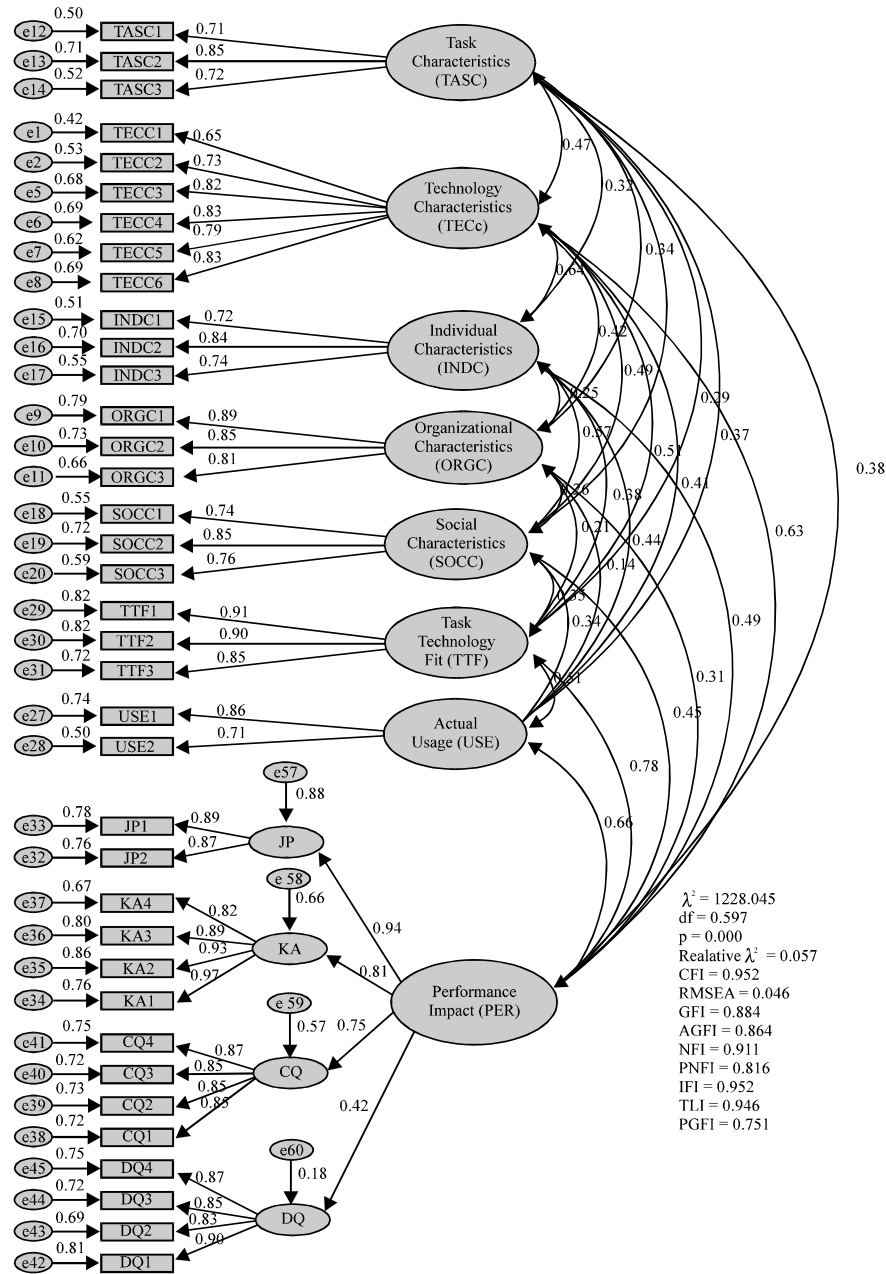 0.50
e12
TASC1
0.71
0.71
e13
TASC2
0.85
0.52
e14
TASC3
0.72
Task
Characteristics
(TASC)
0.42
e1
TECC1
0.65
0.53
e2
TECC2
0.73
0.68
e5
TECC3
0.82
0.69
e6
TECC4
0.83
0.62
e7
TECC5
0.79
0.69
e8
TECC6
0.83
Technology
Characteristics
(TECc)
0.51
e15
INDC1
0.72
0.70
e16
INDC2
0.84
0.55
e17
INDC3
0.74
Individual
Characteristics
(INDC)
0.79
e9
ORGC1
0.89
0.73
e10
ORGC2
0.85
0.66
e11
ORGC3
0.81
Organizational
Characteristics
(ORGC)
0.55
e18
SOCC1
0.74
0.72
e19
SOCC2
0.85
0.59
e20
SOCC3
0.76
Social
Characteristics
(SOCC)
0.82
e29
TTF1
0.91
0.82
e30
TTF2
0.90
0.72
e31
TTF3
0.85
Task
Technology
Fit (TTF)
0.74
e27
USE1
0.86
0.50
e28
USE2
0.71
Actual
Usage (USE)
0.47
0.32
0.34
0.64
0.42
0.49
0.25
0.29
0.37
0.57
0.51
0.41
0.38
0.26
0.38
0.21
0.44
0.63
0.14
0.35
0.34
0.49
0.51
0.31
0.45
0.78
0.66
e57
0.88
0.78
e33
JP1
0.89
0.76
e32
JP2
0.87
JP
e 58
0.66
0.67
e37
KA4
0.82
0.80
e36
KA3
0.89
0.86
e35
KA2
0.93
0.76
e34
KA1
0.97
KA
0.94
0.81
0.75
0.42
Performance
Impact (PER)
e 59
0.57
0.75
e41
CQ4
0.87
0.72
e40
CQ3
0.85
0.73
e39
CQ2
0.85
0.72
e38
CQ1
0.85
CQ
e60
0.18
0.75
e45
DQ4
0.87
0.72
e44
DQ3
0.85
0.69
e43
DQ2
0.83
0.81
e42
DQ1
0.90
DQ
λ² = 1228.045
df = 0.597
p = 0.000
Realative λ² = 0.057
CFI = 0.952
RMSEA = 0.046
GFI = 0.884
AGFI = 0.864
NFI = 0.911
PNFI = 0.816
IFI = 0.952
TLI = 0.946
PGFI = 0.751